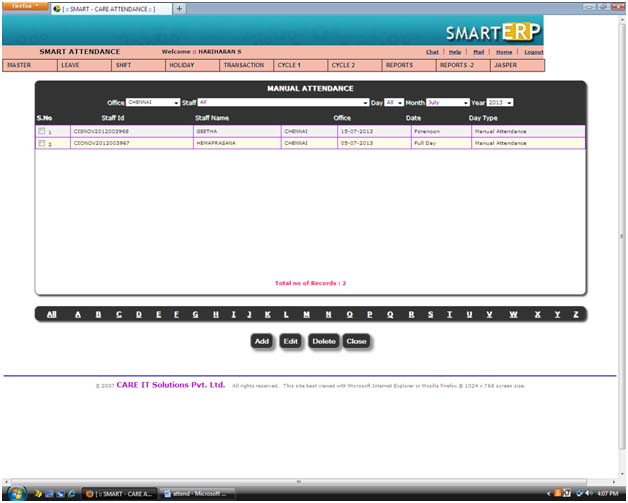 Firefox
[ :: SMART - CARE ATTENDANCE :: ]
SMART ERP
SMART ATTENDANCE Welcome :: HARIHARAN S Chat | Help | Mail | Home | Logout
MASTER LEAVE SHIFT HOLIDAY TRANSACTION CYCLE 1 CYCLE 2 REPORTS REPORTS -2 JASPER
MANUAL ATTENDANCE
Office CHENNAI Staff All Day All Month July Year 2013
S.No Staff Id Staff Name Office Date Day Type
1 CISNOV2012003968 GEETHA CHENNAI 15-07-2013 Forenoon Manual Attendance
2 CIONOV2012003967 HEMAPRASANA CHENNAI 05-07-2013 Full Day Manual Attendance
Total no of Records : 2
All A B C D E F G H I J K L M N O P Q R S T U V W X Y Z
Add Edit Delete Close
© 2007 CARE IT Solutions Pvt. Ltd. All rights reserved. This site best viewed with Microsoft Internet Explorer or Mozilla Firefox @ 1024 x 768 screen size.
[ :: SMART - CARE A... attend - Microsoft ... 4:07 PM